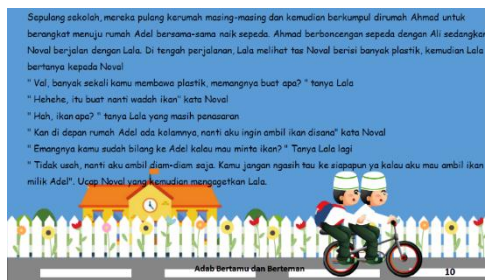 Sepulang sekolah, mereka pulang kerumah masing-masing dan kemudian berkumpul dirumah Ahmad untuk
berangkat menuju rumah Adel bersama-sama naik sepeda. Ahmad berboncengan sepeda dengan Ali sedangkan
Noval berjalan dengan Lala. Di tengah perjalanan, Lala melihat tas Noval berisi banyak plastik, kemudian Lala
bertanya kepada Noval
" Val, banyak sekali kamu membawa plastik, memangnya buat apa? " tanya Lala
" Hehehe, itu buat nanti wadah ikan" kata Noval
" Hah, ikan apa? " tanya Lala yang masih penasaran
" Kan di depan rumah Adel ada kolamnya, nanti aku ingin ambil ikan disana" kata Noval
" Emangnya kamu sudah bilang ke Adel kalau mau minta ikan? " Tanya Lala lagi
" Tidak usah, nanti aku ambil diam-diam saja. Kamu jangan ngasih tau ke siapapun ya kalau aku mau ambil ikan
milik Adel". Ucap Noval yang kemudian mengagetkan Lala.
Adab Bertamu dan Berteman
10